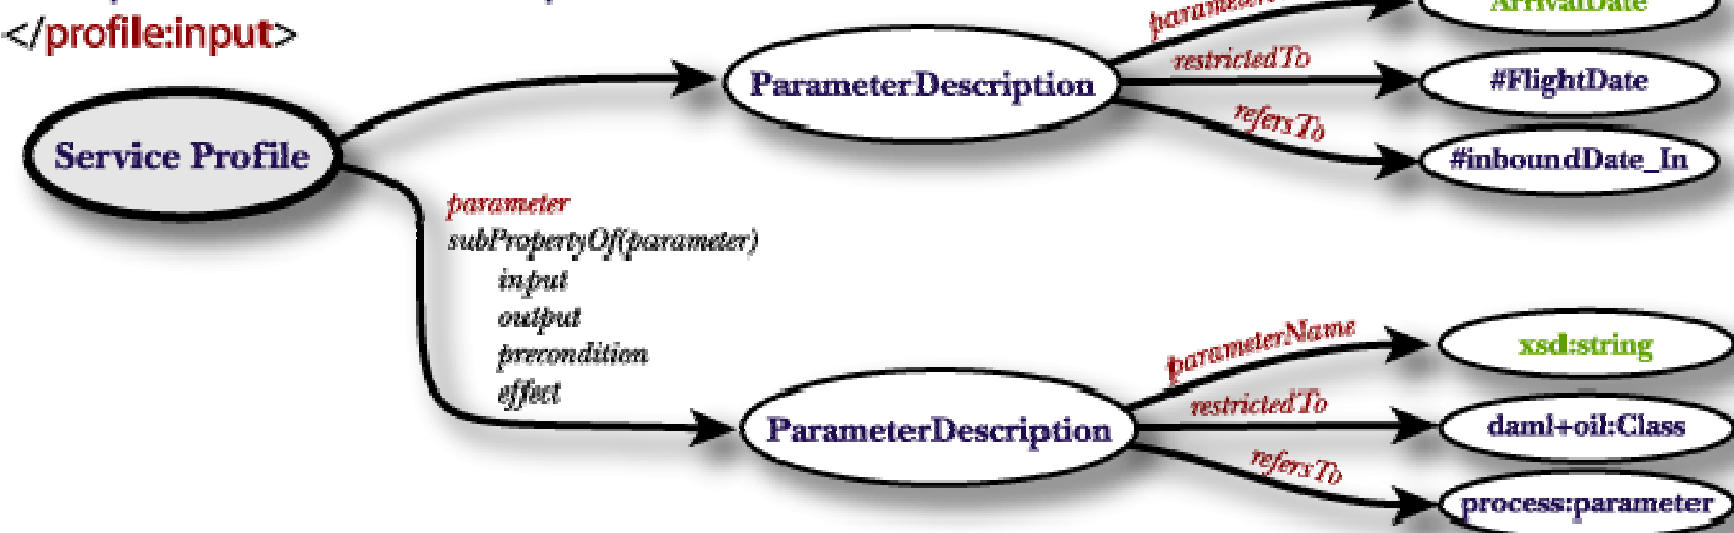 </profile:input>
ArrivalDate
restrictedTo
#FlightDate
ParameterDescription
refersTo
#inboundDate_In
Service Profile
parameter
subPropertyOf(parameter)
input
output
precondition
effect
parameterName
xsd:string
restrictedTo
daml+oil:Class
ParameterDescription
refersTo
process:parameter